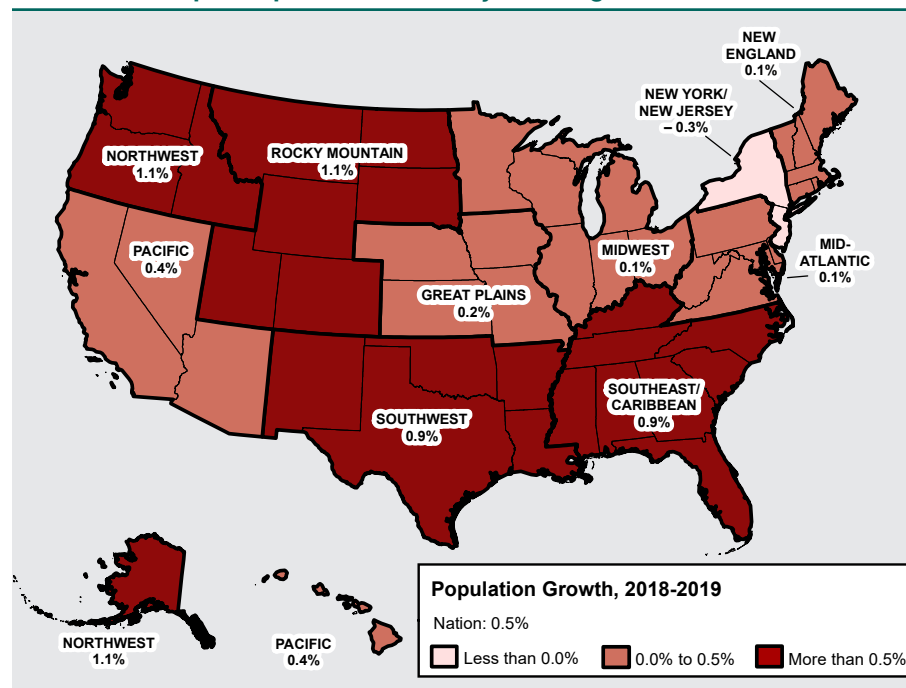 NEW
ENGLAND
0.1%
NEW YORK/
NEW JERSEY
– 0.3%
NORTHWEST
1.1%
ROCKY MOUNTAIN
1.1%
PACIFIC
0.4%
MIDWEST
0.1%
MID-
ATLANTIC
0.1%
GREAT PLAINS
0.2%
SOUTHWEST
0.9%
SOUTHEAST/
CARIBBEAN
0.9%
NORTHWEST
1.1%
PACIFIC
0.4%
Population Growth, 2018-2019
Nation: 0.5%
Less than 0.0%
0.0% to 0.5%
More than 0.5%